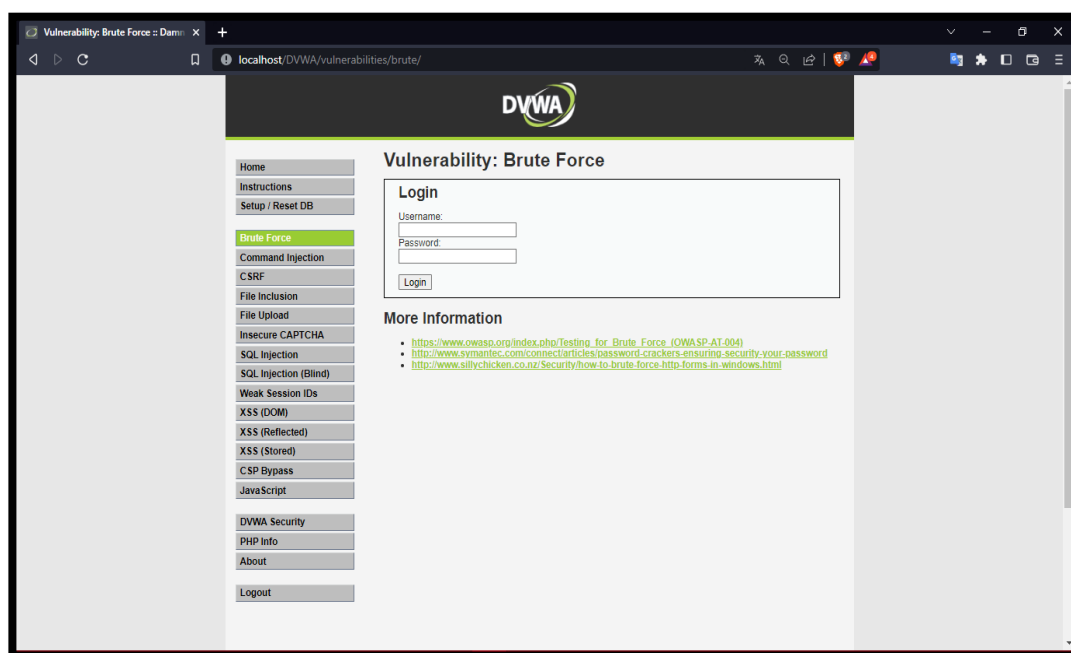 Vulnerability: Brute Force :: Damn
localhost/DVWA/vulnerabilities/brute/
DVWA
Home
Instructions
Setup / Reset DB
Brute Force
Command Injection
CSRF
File Inclusion
File Upload
Insecure CAPTCHA
SQL Injection
SQL Injection (Blind)
Weak Session IDs
XSS (DOM)
XSS (Reflected)
XSS (Stored)
CSP Bypass
JavaScript
DVWA Security
PHP Info
About
Logout
Vulnerability: Brute Force
Login
Username:
Password:
Login
More Information
https://www.owasp.org/index.php/Testing_for_Brute_Force_(OWASP-AT-004)
http://www.symantec.com/connect/articles/password-crackers-ensuring-security-your-password
http://www.sillychicken.co.nz/Security/how-to-brute-force-http-forms-in-windows.html